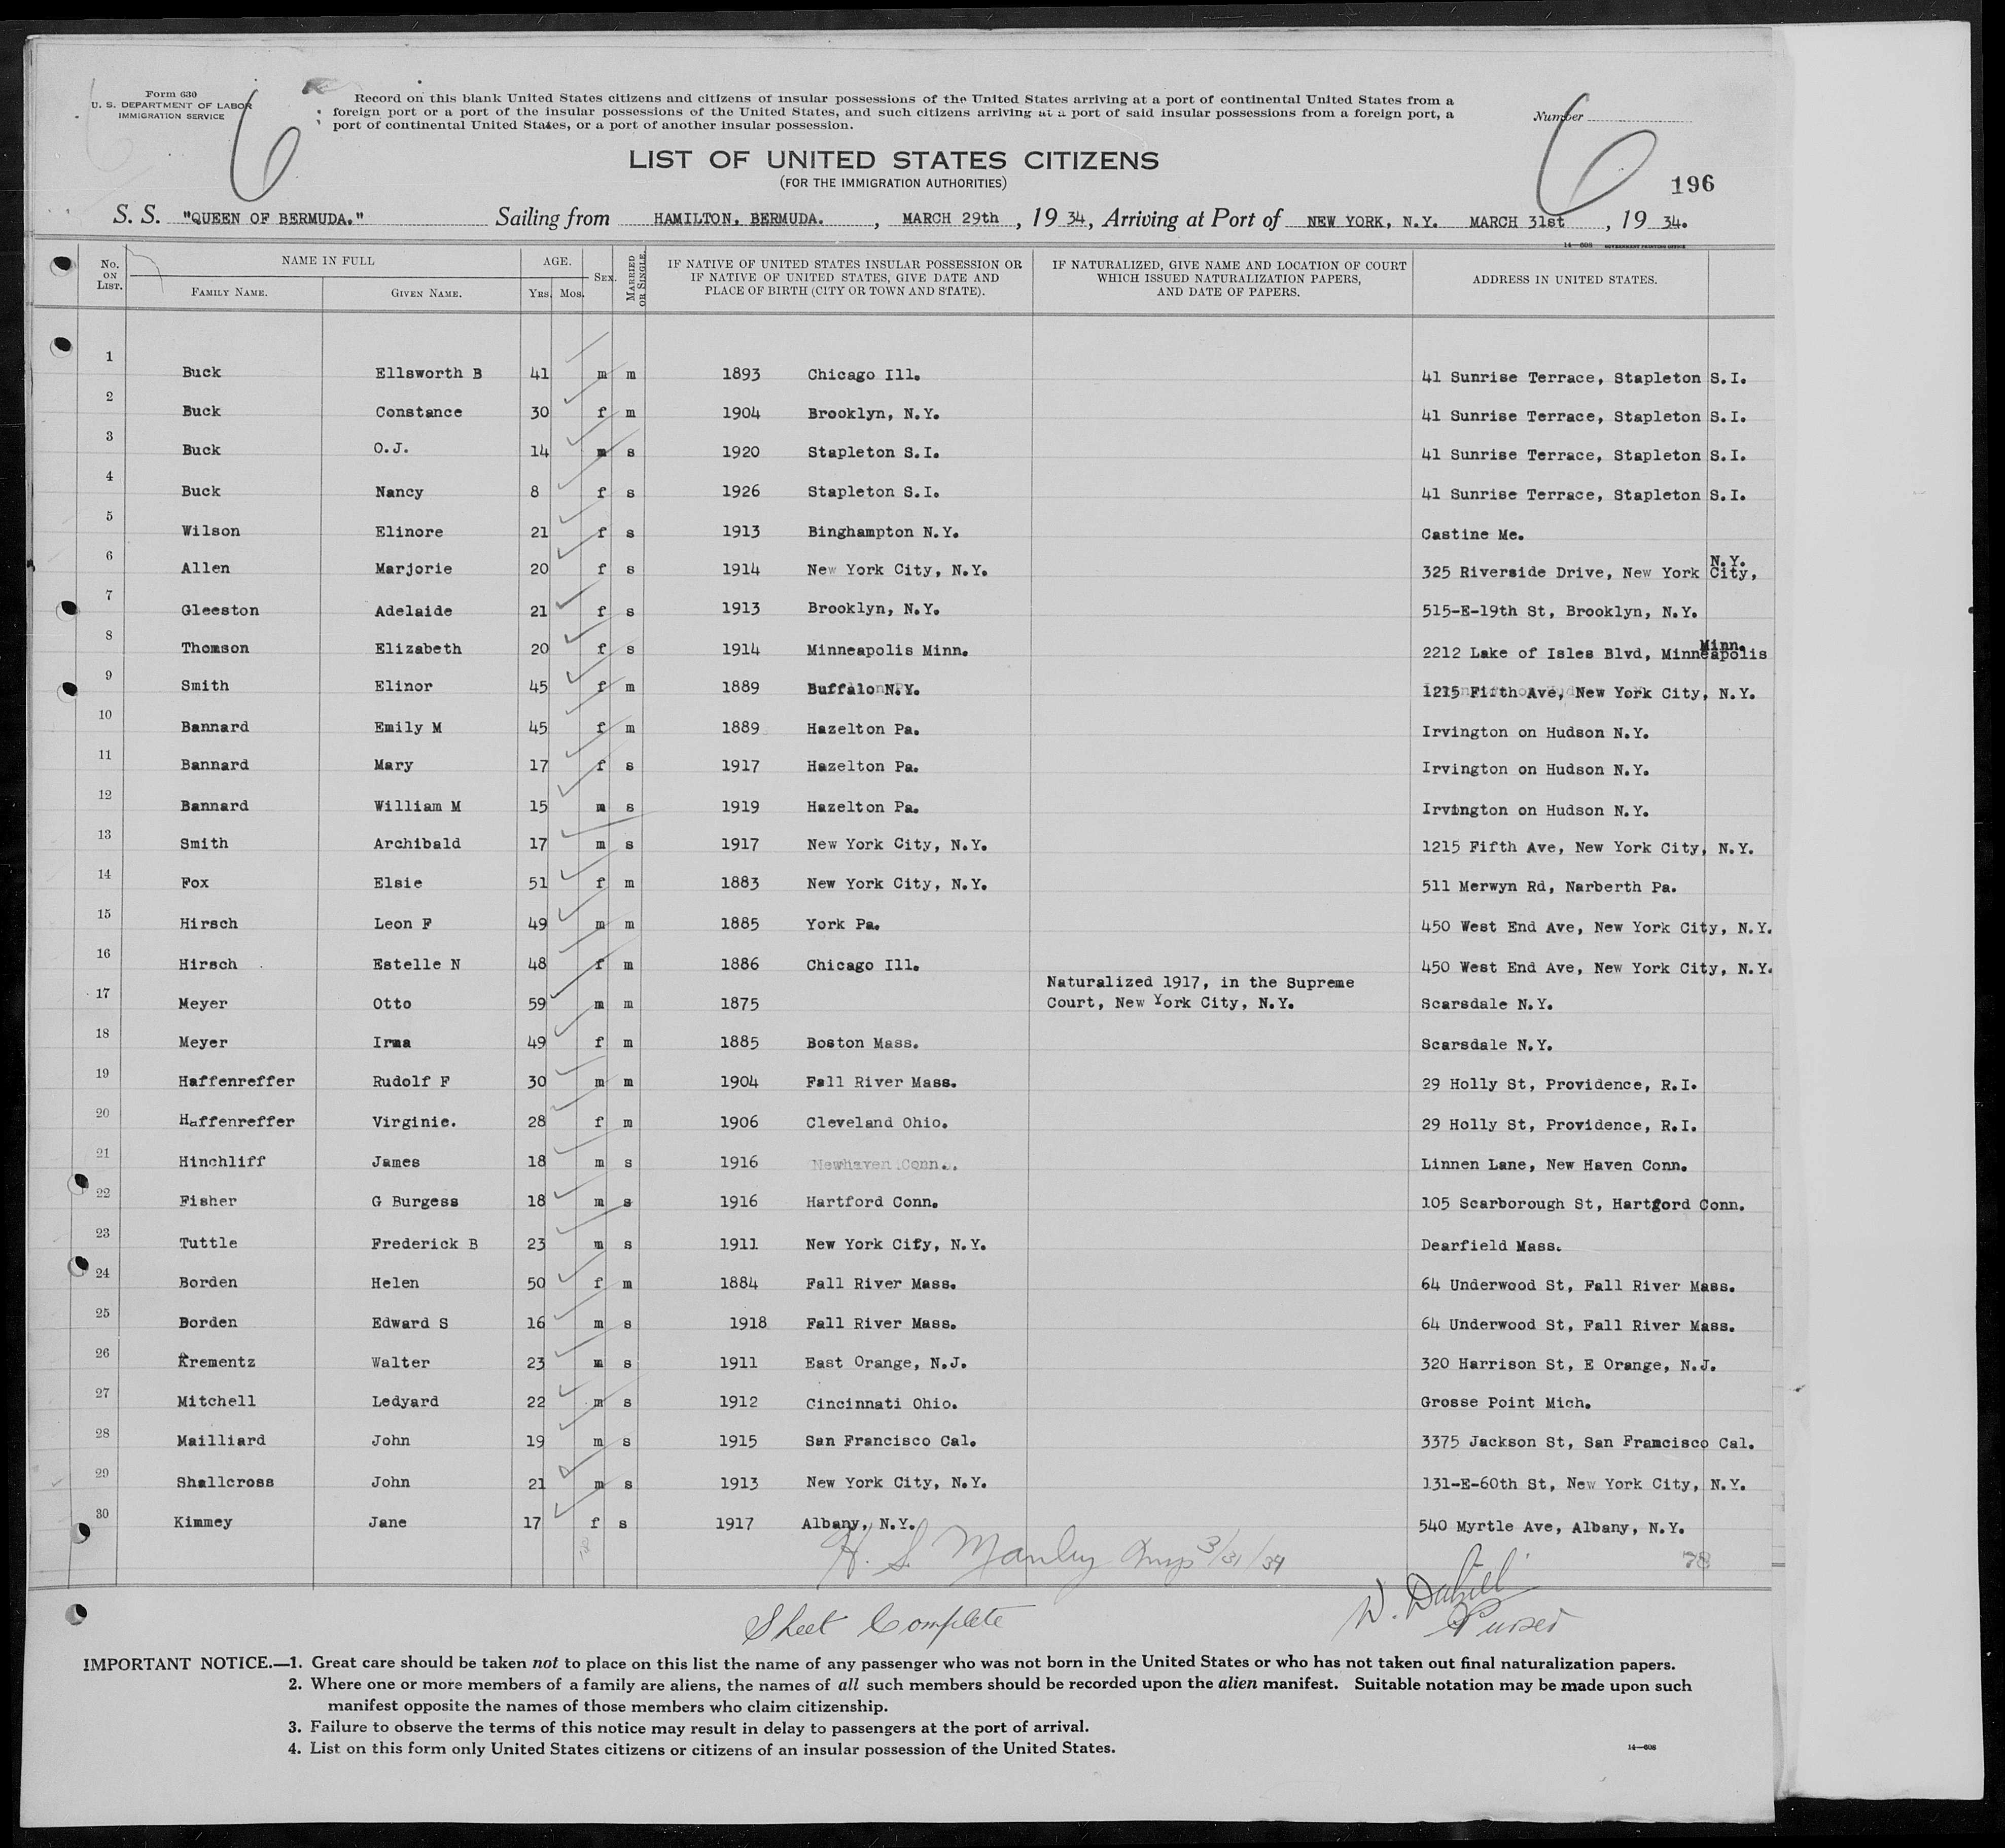 Form 630
U. S. DEPARTMENT OF LABOR
IMMIGRATION SERVICE
6
Record on this blank United States citizens and citizens of insular possessions of the United States arriving at a port of continental United States from a
foreign port or a port of the insular possessions of the United States, and such citizens arriving at a port of said insular possessions from a foreign port, a
port of continental United States, or a port of another insular possession.
Number
6
LIST OF UNITED STATES CITIZENS
(FOR THE IMMIGRATION AUTHORITIES)
196
S. S. "QUEEN OF BERMUDA." Sailing from HAMILTON, BERMUDA. , MARCH 29th , 19 34, Arriving at Port of NEW YORK, N.Y. MARCH 31st , 19 34.
14—608 GOVERNMENT PRINTING OFFICE
No. ON LIST. NAME IN FULL FAMILY NAME. GIVEN NAME. AGE. Yrs. Mos. Sex. MARRIED OR SINGLE. IF NATIVE OF UNITED STATES INSULAR POSSESSION OR IF NATIVE OF UNITED STATES, GIVE DATE AND PLACE OF BIRTH (CITY OR TOWN AND STATE). IF NATURALIZED, GIVE NAME AND LOCATION OF COURT WHICH ISSUED NATURALIZATION PAPERS, AND DATE OF PAPERS. ADDRESS IN UNITED STATES.
1 Buck Ellsworth B 41 m m 1893 Chicago Ill. 41 Sunrise Terrace, Stapleton S.I.
2 Buck Constance 30 f m 1904 Brooklyn, N.Y. 41 Sunrise Terrace, Stapleton S.I.
3 Buck O.J. 14 m s 1920 Stapleton S.I. 41 Sunrise Terrace, Stapleton S.I.
4 Buck Nancy 8 f s 1926 Stapleton S.I. 41 Sunrise Terrace, Stapleton S.I.
5 Wilson Elinore 21 f s 1913 Binghampton N.Y. Castine Me.
6 Allen Marjorie 20 f s 1914 New York City, N.Y. 325 Riverside Drive, New York City, N.Y.
7 Gleeston Adelaide 21 f s 1913 Brooklyn, N.Y. 515-E-19th St, Brooklyn, N.Y.
8 Thomson Elizabeth 20 f s 1914 Minneapolis Minn. 2212 Lake of Isles Blvd, Minneapolis Minn.
9 Smith Elinor 45 f m 1889 Buffalo N.Y. 1215 Fifth Ave, New York City, N.Y.
10 Bannard Emily M 45 f m 1889 Hazelton Pa. Irvington on Hudson N.Y.
11 Bannard Mary 17 f s 1917 Hazelton Pa. Irvington on Hudson N.Y.
12 Bannard William M 15 m s 1919 Hazelton Pa. Irvington on Hudson N.Y.
13 Smith Archibald 17 m s 1917 New York City, N.Y. 1215 Fifth Ave, New York City, N.Y.
14 Fox Elsie 51 f m 1883 New York City, N.Y. 511 Merwyn Rd, Narberth Pa.
15 Hirsch Leon F 49 m m 1885 York Pa. 450 West End Ave, New York City, N.Y.
16 Hirsch Estelle N 48 f m 1886 Chicago Ill. 450 West End Ave, New York City, N.Y.
17 Meyer Otto 59 m m 1875 Naturalized 1917, in the Supreme Court, New York City, N.Y. Scarsdale N.Y.
18 Meyer Irma 49 f m 1885 Boston Mass. Scarsdale N.Y.
19 Haffenreffer Rudolf F 30 m m 1904 Fall River Mass. 29 Holly St, Providence, R.I.
20 Haffenreffer Virginie. 28 f m 1906 Cleveland Ohio. 29 Holly St, Providence, R.I.
21 Hinchliff James 18 m s 1916 Newhaven Conn. Linnen Lane, New Haven Conn.
22 Fisher G Burgess 18 m s 1916 Hartford Conn. 105 Scarborough St, Hartford Conn.
23 Tuttle Frederick B 23 m s 1911 New York City, N.Y. Dearfield Mass.
24 Borden Helen 50 f m 1884 Fall River Mass. 64 Underwood St, Fall River Mass.
25 Borden Edward S 16 m s 1918 Fall River Mass. 64 Underwood St, Fall River Mass.
26 Krementz Walter 23 m s 1911 East Orange, N.J. 320 Harrison St, E Orange, N.J.
27 Mitchell Ledyard 22 m s 1912 Cincinnati Ohio. Grosse Point Mich.
28 Mailliard John 19 m s 1915 San Francisco Cal. 3375 Jackson St, San Framcisco Cal.
29 Shallcross John 21 m s 1913 New York City, N.Y. 131-E-60th St, New York City, N.Y.
30 Kimmey Jane 17 f s 1917 Albany, N.Y. 540 Myrtle Ave, Albany, N.Y.
H. S. Manley 3/31/34
78
Sheet Complete
Purser
IMPORTANT NOTICE.—1. Great care should be taken not to place on this list the name of any passenger who was not born in the United States or who has not taken out final naturalization papers.
2. Where one or more members of a family are aliens, the names of all such members should be recorded upon the alien manifest. Suitable notation may be made upon such
manifest opposite the names of those members who claim citizenship.
3. Failure to observe the terms of this notice may result in delay to passengers at the port of arrival.
4. List on this form only United States citizens or citizens of an insular possession of the United States.
14—608